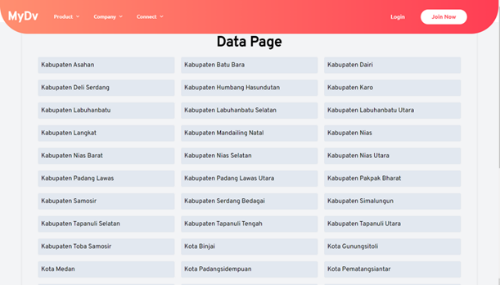 MyDv
Product
Company
Connect
Login
Join Now
Data Page
Kabupaten Asahan
Kabupaten Batu Bara
Kabupaten Dairi
Kabupaten Deli Serdang
Kabupaten Humbang Hasundutan
Kabupaten Karo
Kabupaten Labuhanbatu
Kabupaten Labuhanbatu Selatan
Kabupaten Labuhanbatu Utara
Kabupaten Langkat
Kabupaten Mandailing Natal
Kabupaten Nias
Kabupaten Nias Barat
Kabupaten Nias Selatan
Kabupaten Nias Utara
Kabupaten Padang Lawas
Kabupaten Padang Lawas Utara
Kabupaten Pakpak Bharat
Kabupaten Samosir
Kabupaten Serdang Bedagai
Kabupaten Simalungun
Kabupaten Tapanuli Selatan
Kabupaten Tapanuli Tengah
Kabupaten Tapanuli Utara
Kabupaten Toba Samosir
Kota Binjai
Kota Gunungsitoli
Kota Medan
Kota Padangsidempuan
Kota Pematangsiantar